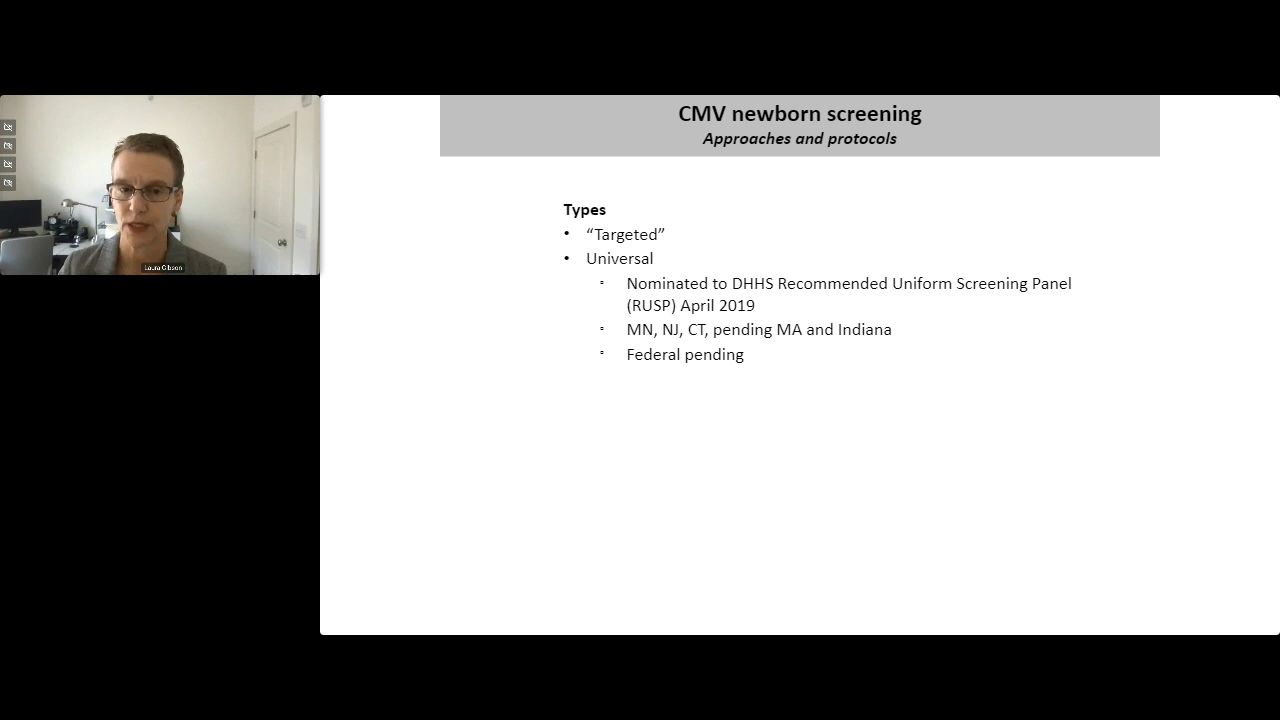 CMV newborn screening
Approaches and protocols
Types
• “Targeted”
• Universal
▫ Nominated to DHHS Recommended Uniform Screening Panel
(RUSP) April 2019
▫ MN, NJ, CT, pending MA and Indiana
▫ Federal pending
Laura Gibson